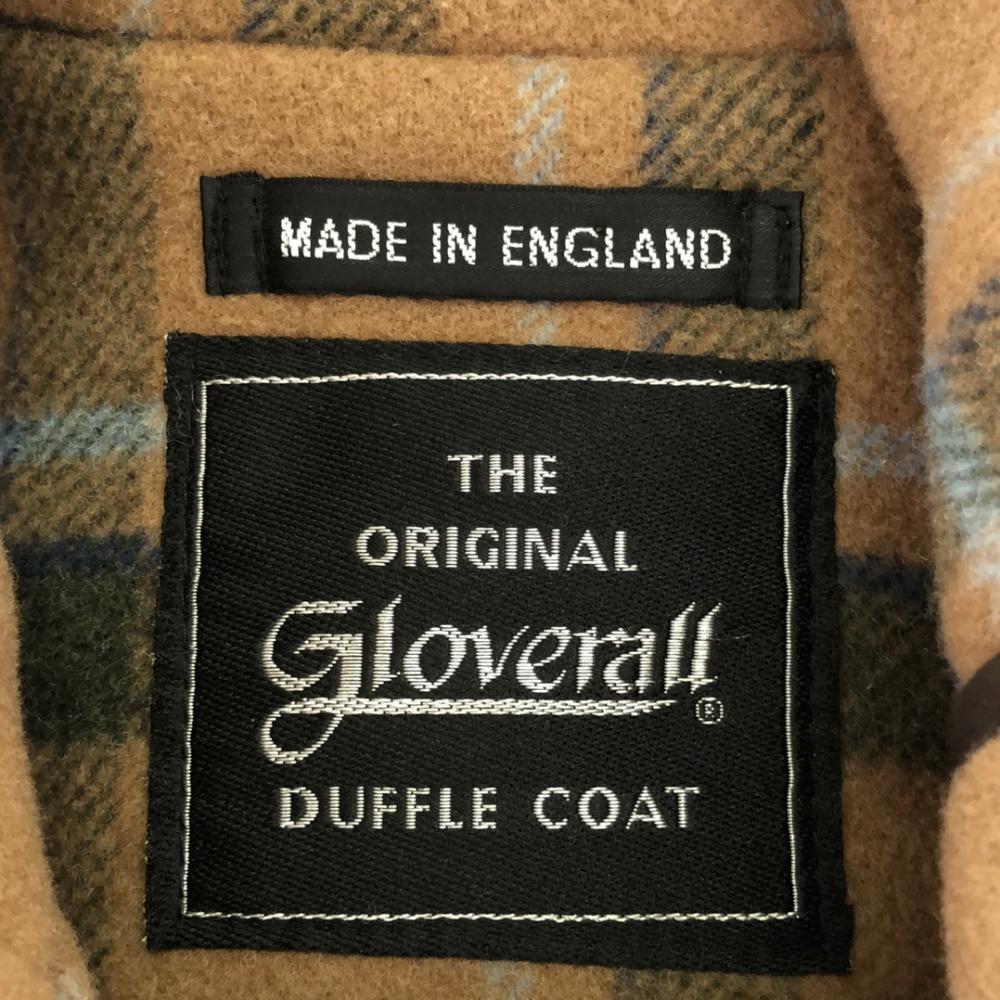 MADE IN ENGLAND
THE
ORIGINAL
Gloverall®
DUFFLE COAT